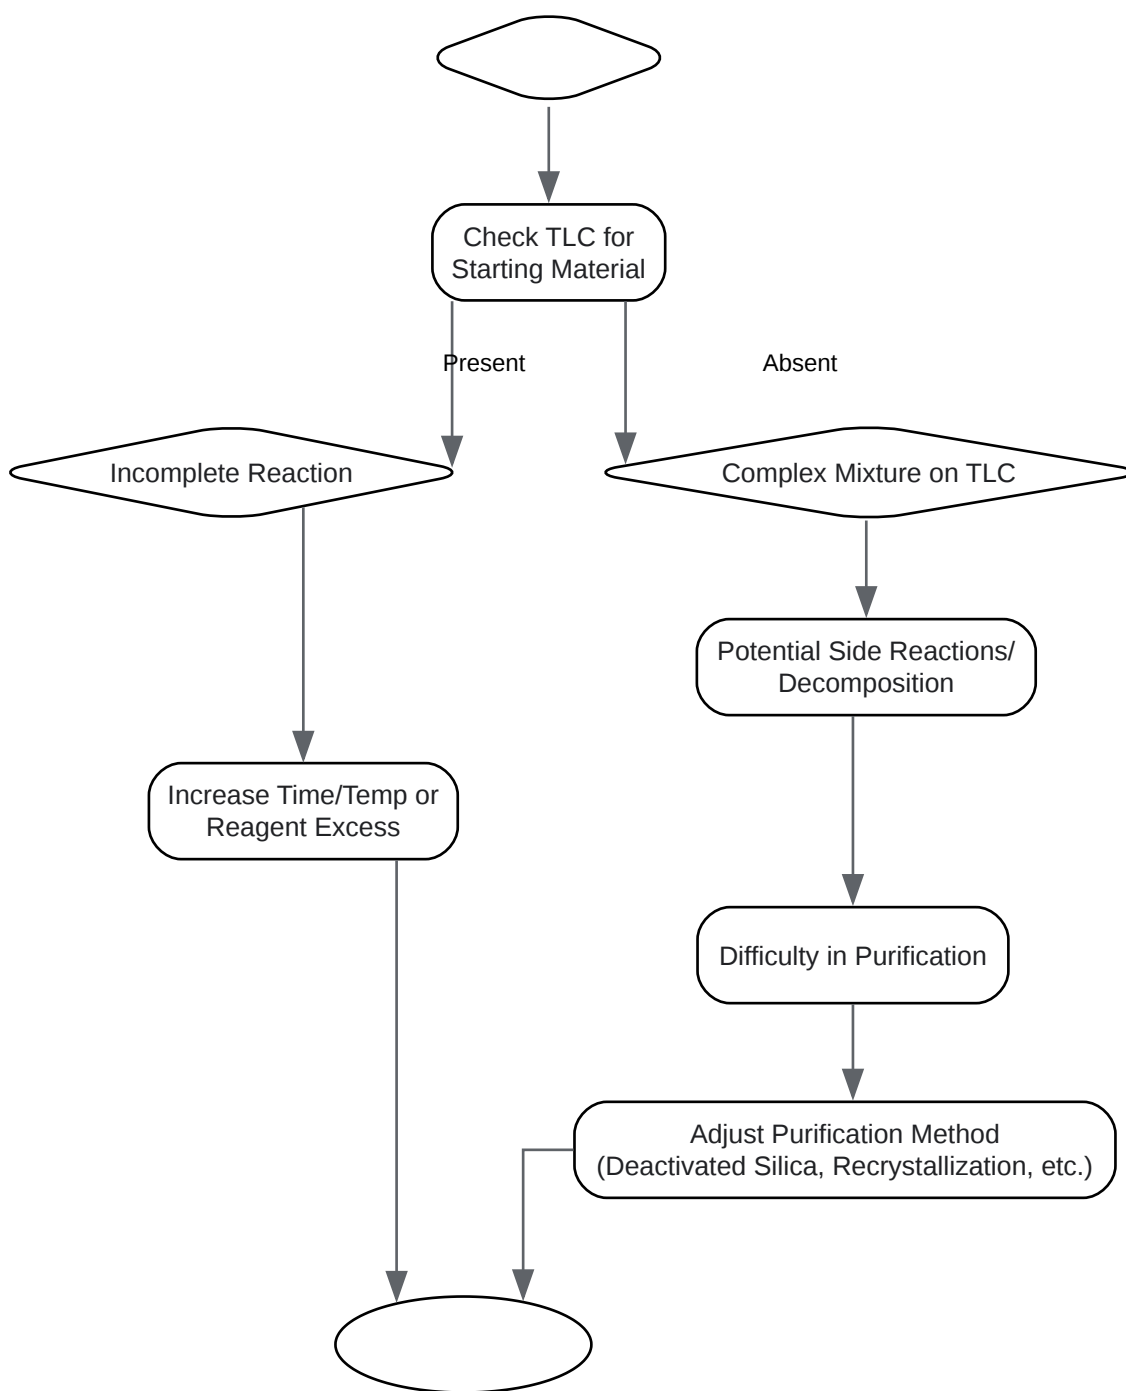 Check TLC for
Starting Material
Present
Absent
Incomplete Reaction
Complex Mixture on TLC
Potential Side Reactions/
Decomposition
Increase Time/Temp or
Reagent Excess
Difficulty in Purification
Adjust Purification Method
(Deactivated Silica, Recrystallization, etc.)